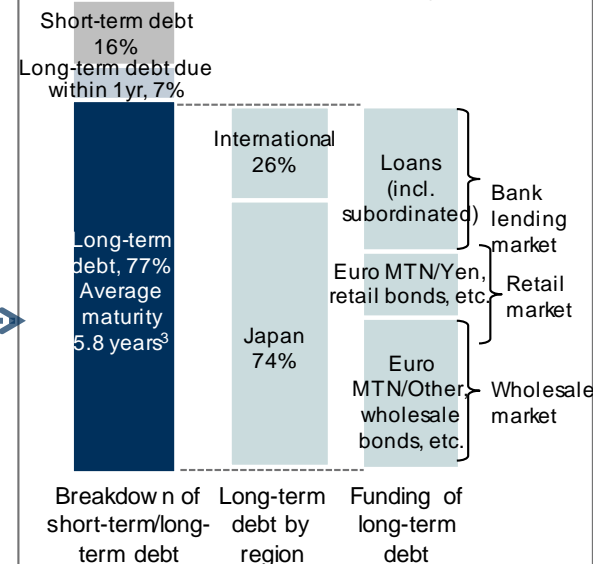 Short-term debt
16%
Long-term debt due
within 1yr, 7%
Long-term
debt, 77%
Average
maturity
5.8 years³
International
26%
Japan
74%
Loans
(incl.
subordinated)
Euro MTN/Yen,
retail bonds, etc.
Euro
MTN/Other,
wholesale
bonds, etc.
Bank
lending
market
Retail
market
Wholesale
market
Breakdown of
short-term/long-
term debt
Long-term
debt by
region
Funding of
long-term
debt